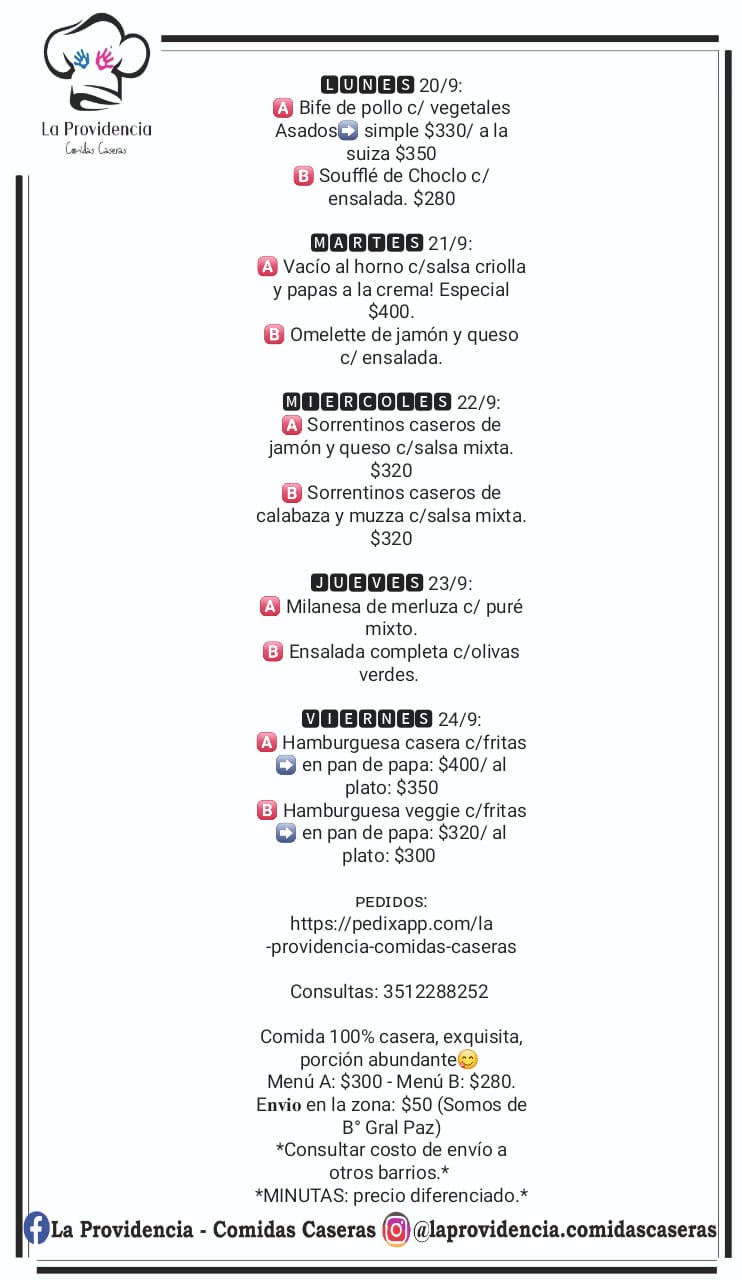 La Providencia
Comidas Caseras
LUNES 20/9:
A Bife de pollo c/ vegetales
Asados➡ simple $330/ a la
suiza $350
B Soufflé de Choclo c/
ensalada. $280
MARTES 21/9:
A Vacío al horno c/salsa criolla
y papas a la crema! Especial
$400.
B Omelette de jamón y queso
c/ ensalada.
MIERCOLES 22/9:
A Sorrentinos caseros de
jamón y queso c/salsa mixta.
$320
B Sorrentinos caseros de
calabaza y muzza c/salsa mixta.
$320
JUEVES 23/9:
A Milanesa de merluza c/ puré
mixto.
B Ensalada completa c/olivas
verdes.
VIERNES 24/9:
A Hamburguesa casera c/fritas
➡ en pan de papa: $400/ al
plato: $350
B Hamburguesa veggie c/fritas
➡ en pan de papa: $320/ al
plato: $300
PEDIDOS:
https://pedixapp.com/la
-providencia-comidas-caseras
Consultas: 3512288252
Comida 100% casera, exquisita,
porción abundante😋
Menú A: $300 - Menú B: $280.
Envio en la zona: $50 (Somos de
B° Gral Paz)
*Consultar costo de envío a
otros barrios.*
*MINUTAS: precio diferenciado.*
La Providencia - Comidas Caseras @laprovidencia.comidascaseras